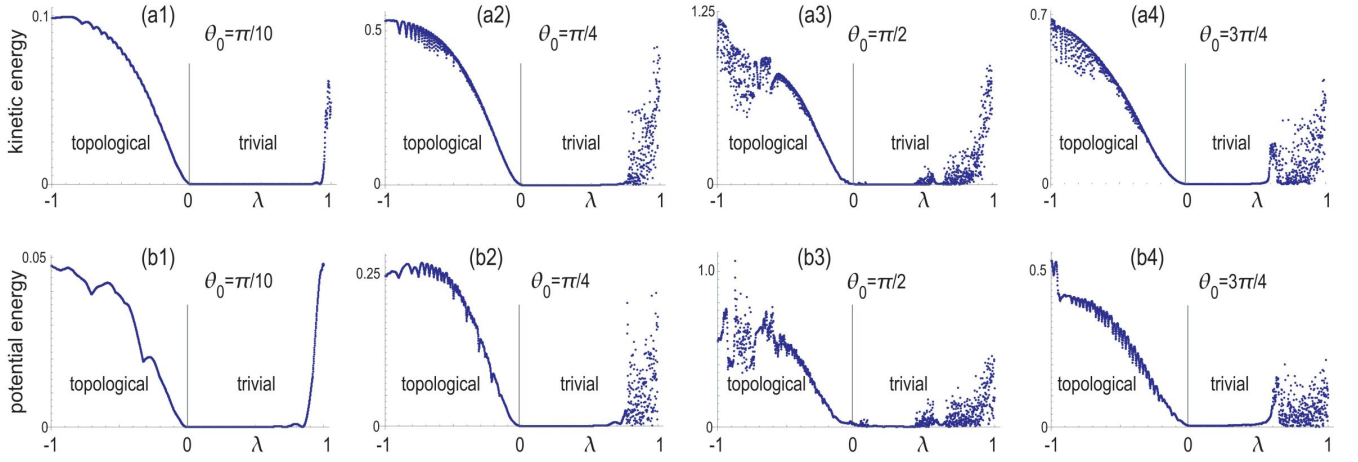 (a1) (a2) (a3) (a4)
0.1 0.5 1.25 0.7
θ0=π/10 θ0=π/4 θ0=π/2 θ0=3π/4
kinetic energy
topological trivial topological trivial topological trivial topological trivial
0 0 0 0
-1 0 λ 1 -1 0 λ 1 -1 0 λ 1 -1 0 λ 1
(b1) (b2) (b3) (b4)
0.05 0.25 1.0 0.5
θ0=π/10 θ0=π/4 θ0=π/2 θ0=3π/4
potential energy
topological trivial topological trivial topological trivial topological trivial
0 0 0 0
-1 0 λ 1 -1 0 λ 1 -1 0 λ 1 -1 0 λ 1